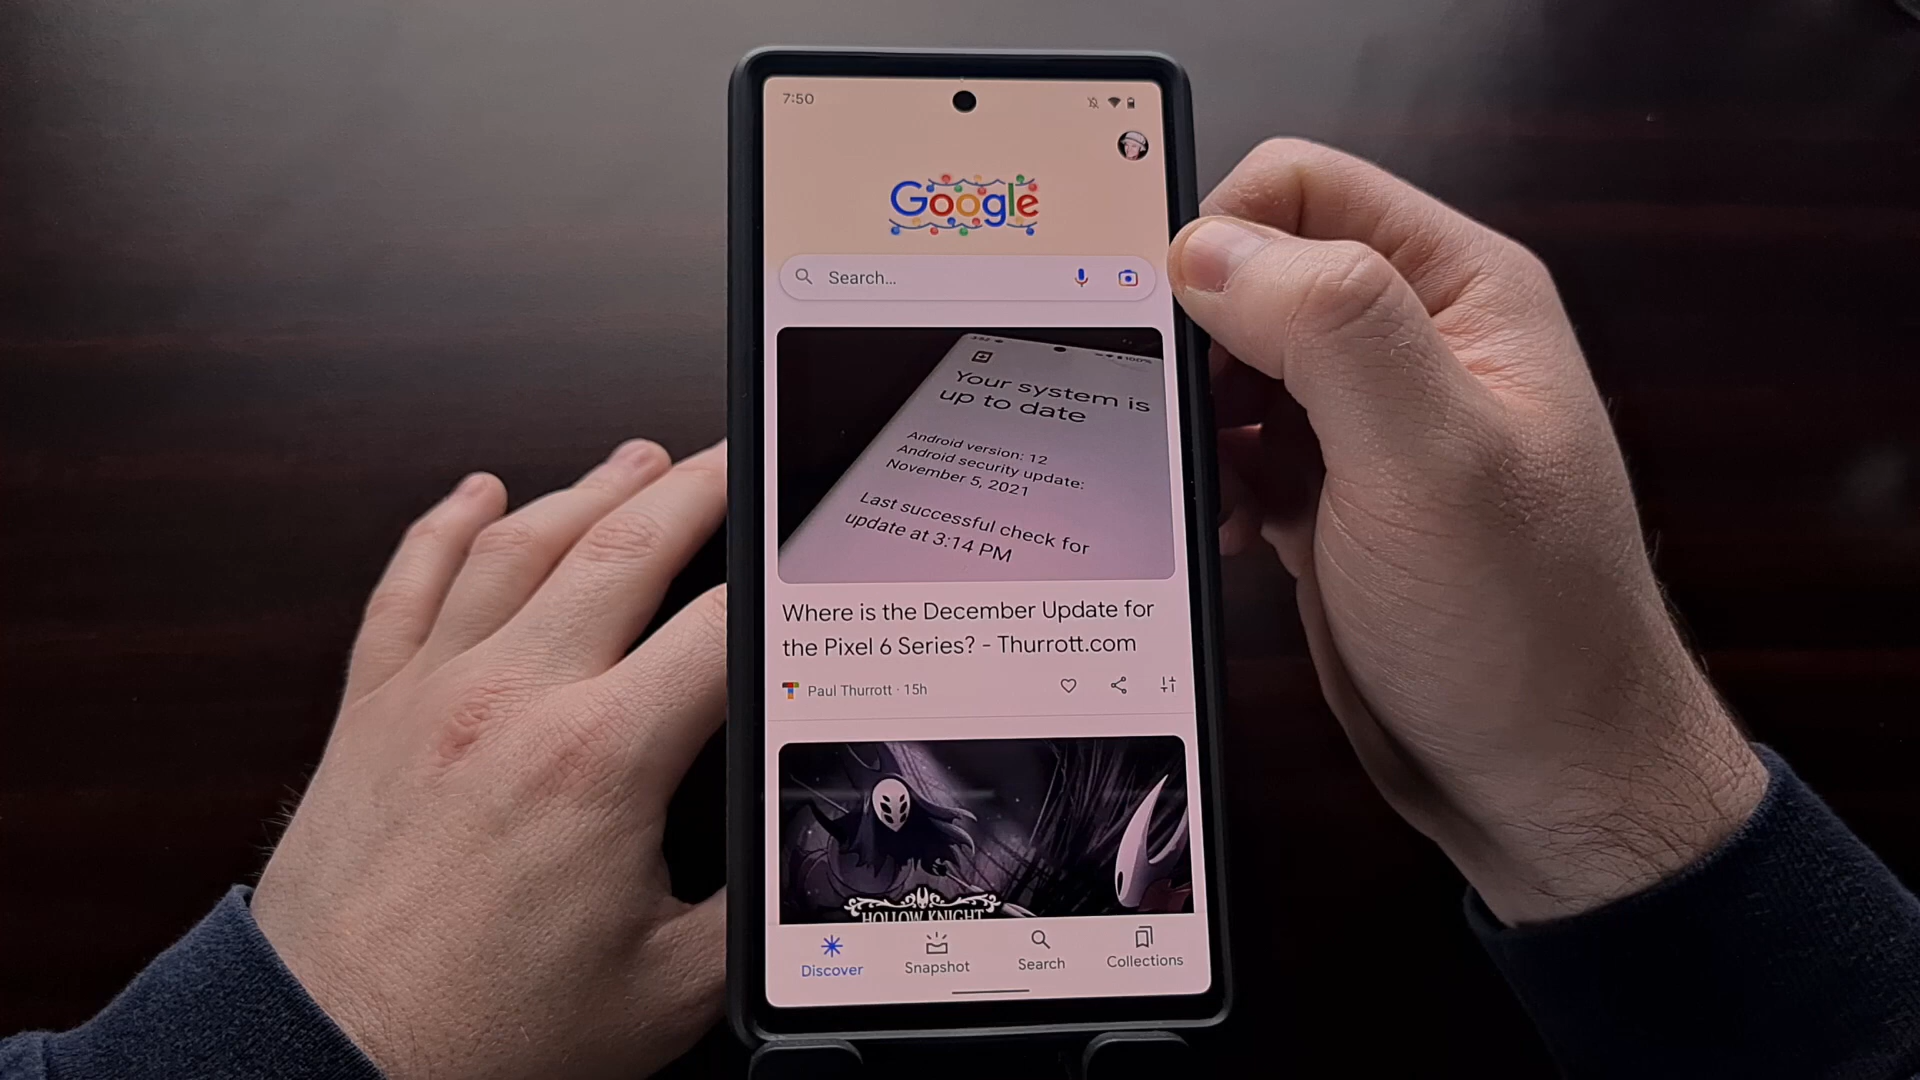 7:50
Google
Search...
Your system is
up to date
Android version: 12
Android security update:
November 5, 2021
Last successful check for
update at 3:14 PM
Where is the December Update for
the Pixel 6 Series? - Thurrott.com
Paul Thurrott · 15h
HOLLOW KNIGHT
Discover
Snapshot
Search
Collections